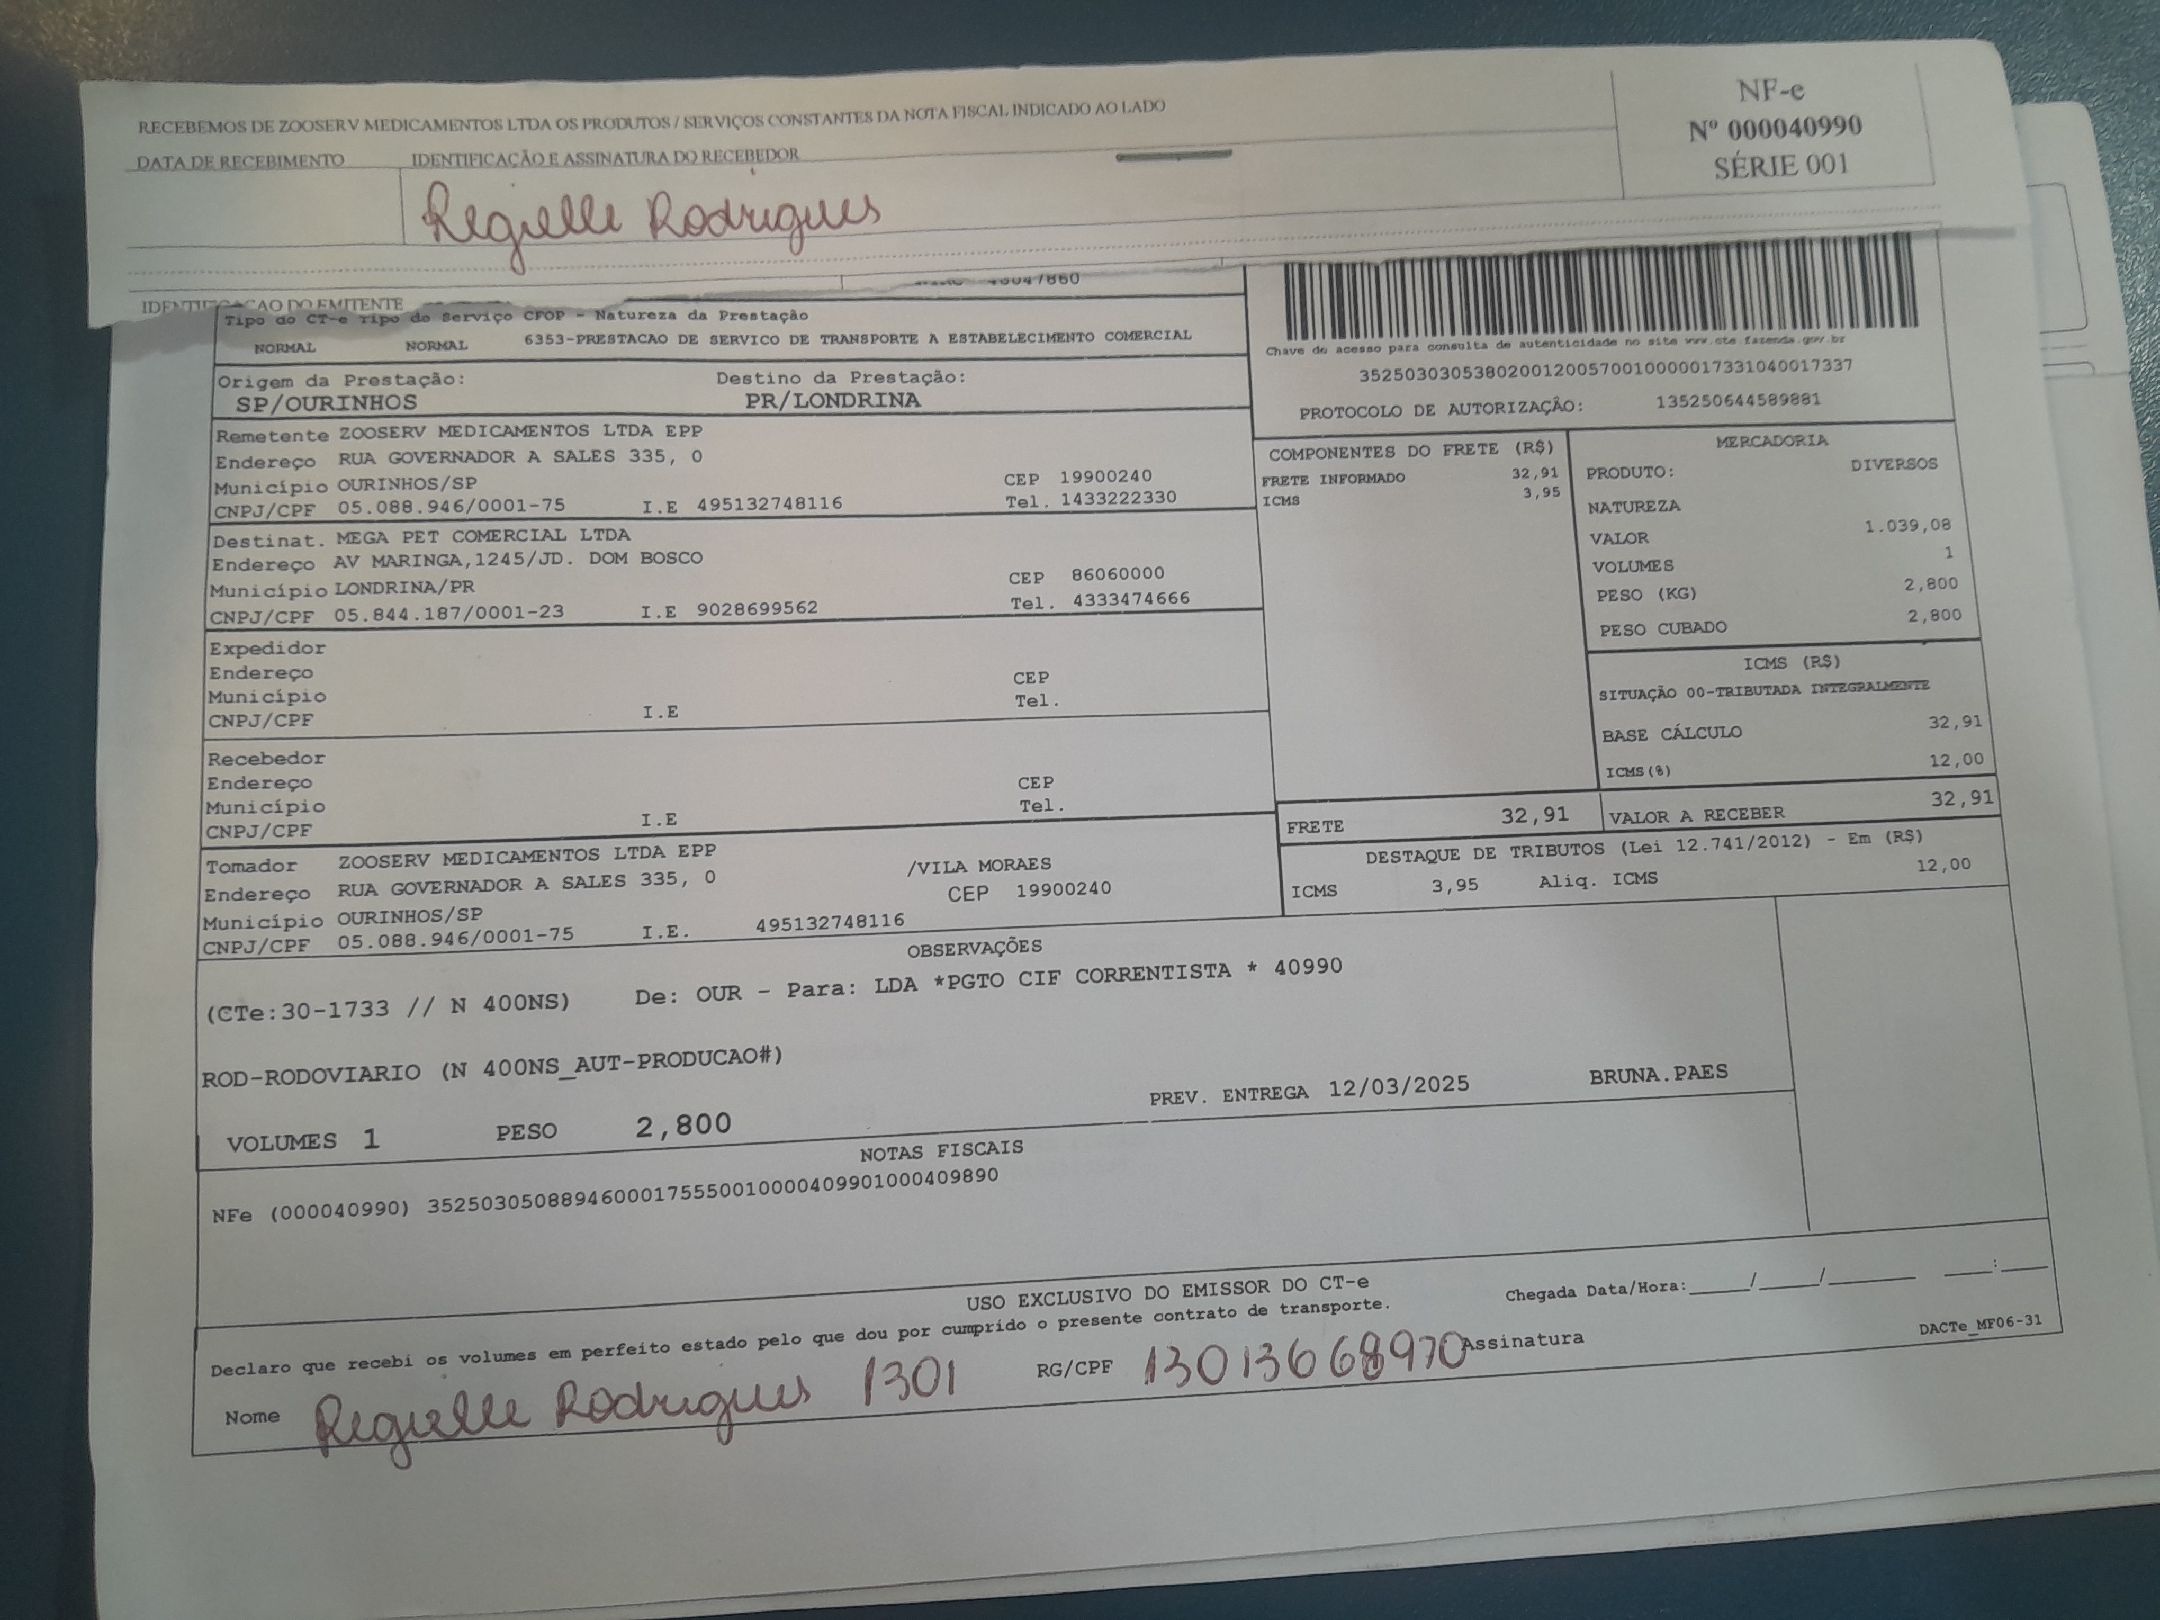 RECEBEMOS DE ZOOSERV MEDICAMENTOS LTDA OS PRODUTOS / SERVIÇOS CONSTANTES DA NOTA FISCAL INDICADO AO LADO
DATA DE RECEBIMENTO IDENTIFICAÇÃO E ASSINATURA DO RECEBEDOR
Regielle Rodrigues
NF-e
Nº 000040990
SÉRIE 001
IDENTIFICAÇAO DO EMITENTE
Tipo do CT-e Tipo do Serviço CFOP - Natureza da Prestação
NORMAL NORMAL 6353-PRESTACAO DE SERVICO DE TRANSPORTE A ESTABELECIMENTO COMERCIAL
Chave de acesso para consulta de autenticidade no site www.cte.fazenda.gov.br
35250303053802001200570010000017331040017337
PROTOCOLO DE AUTORIZAÇÃO: 135250644589881
Origem da Prestação: Destino da Prestação:
SP/OURINHOS PR/LONDRINA
Remetente ZOOSERV MEDICAMENTOS LTDA EPP
Endereço RUA GOVERNADOR A SALES 335, 0
Município OURINHOS/SP CEP 19900240
CNPJ/CPF 05.088.946/0001-75 I.E 495132748116 Tel. 1433222330
Destinat. MEGA PET COMERCIAL LTDA
Endereço AV MARINGA,1245/JD. DOM BOSCO
Município LONDRINA/PR CEP 86060000
CNPJ/CPF 05.844.187/0001-23 I.E 9028699562 Tel. 4333474666
Expedidor
Endereço
Município CEP
CNPJ/CPF I.E Tel.
Recebedor
Endereço CEP
Município Tel.
CNPJ/CPF I.E
Tomador ZOOSERV MEDICAMENTOS LTDA EPP
Endereço RUA GOVERNADOR A SALES 335, 0 /VILA MORAES
Município OURINHOS/SP CEP 19900240
CNPJ/CPF 05.088.946/0001-75 I.E. 495132748116
COMPONENTES DO FRETE (R$)
FRETE INFORMADO 32,91
ICMS 3,95
MERCADORIA
PRODUTO: DIVERSOS
NATUREZA
VALOR 1.039,08
VOLUMES 1
PESO (KG) 2,800
PESO CUBADO 2,800
ICMS (R$)
SITUAÇÃO 00-TRIBUTADA INTEGRALMENTE
BASE CÁLCULO 32,91
ICMS(%) 12,00
FRETE 32,91 VALOR A RECEBER 32,91
DESTAQUE DE TRIBUTOS (Lei 12.741/2012) - Em (R$)
ICMS 3,95 Aliq. ICMS 12,00
OBSERVAÇÕES
(CTe:30-1733 // N 400NS) De: OUR - Para: LDA *PGTO CIF CORRENTISTA * 40990
ROD-RODOVIARIO (N 400NS_AUT-PRODUCAO#)
PREV. ENTREGA 12/03/2025 BRUNA.PAES
VOLUMES 1 PESO 2,800
NOTAS FISCAIS
NFe (000040990) 35250305088946000175550010000409901000409890
USO EXCLUSIVO DO EMISSOR DO CT-e
Declaro que recebi os volumes em perfeito estado pelo que dou por cumprido o presente contrato de transporte.
Chegada Data/Hora:____/____/______ ___:___
Nome Regielle Rodrigues 1301 RG/CPF 13013668970 Assinatura
DACTe_MF06-31